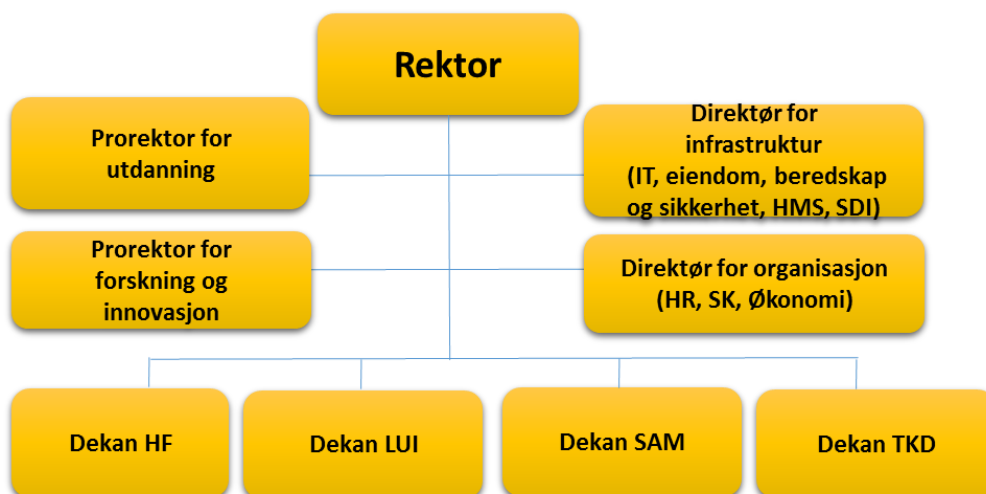 Rektor
Prorektor for
utdanning
Direktør for
infrastruktur
(IT, eiendom, beredskap
og sikkerhet, HMS, SDI)
Prorektor for
forskning og
innovasjon
Direktør for organisasjon
(HR, SK, Økonomi)
Dekan HF
Dekan LUI
Dekan SAM
Dekan TKD